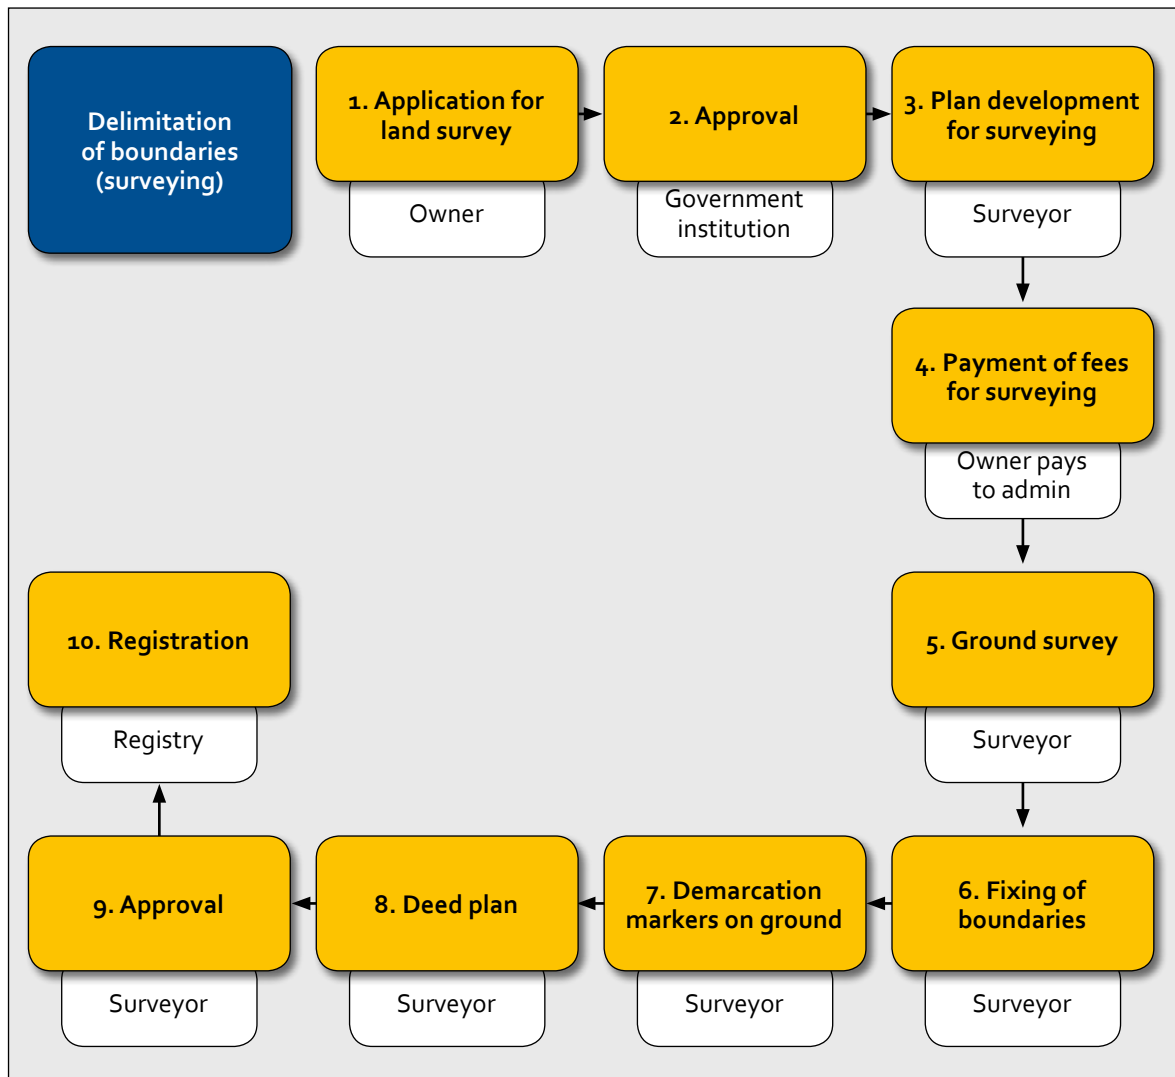 Delimitation
of boundaries
(surveying)
1. Application for
land survey
Owner
2. Approval
Government
institution
3. Plan development
for surveying
Surveyor
4. Payment of fees
for surveying
Owner pays
to admin
5. Ground survey
Surveyor
6. Fixing of
boundaries
Surveyor
7. Demarcation
markers on ground
Surveyor
8. Deed plan
Surveyor
9. Approval
Surveyor
10. Registration
Registry